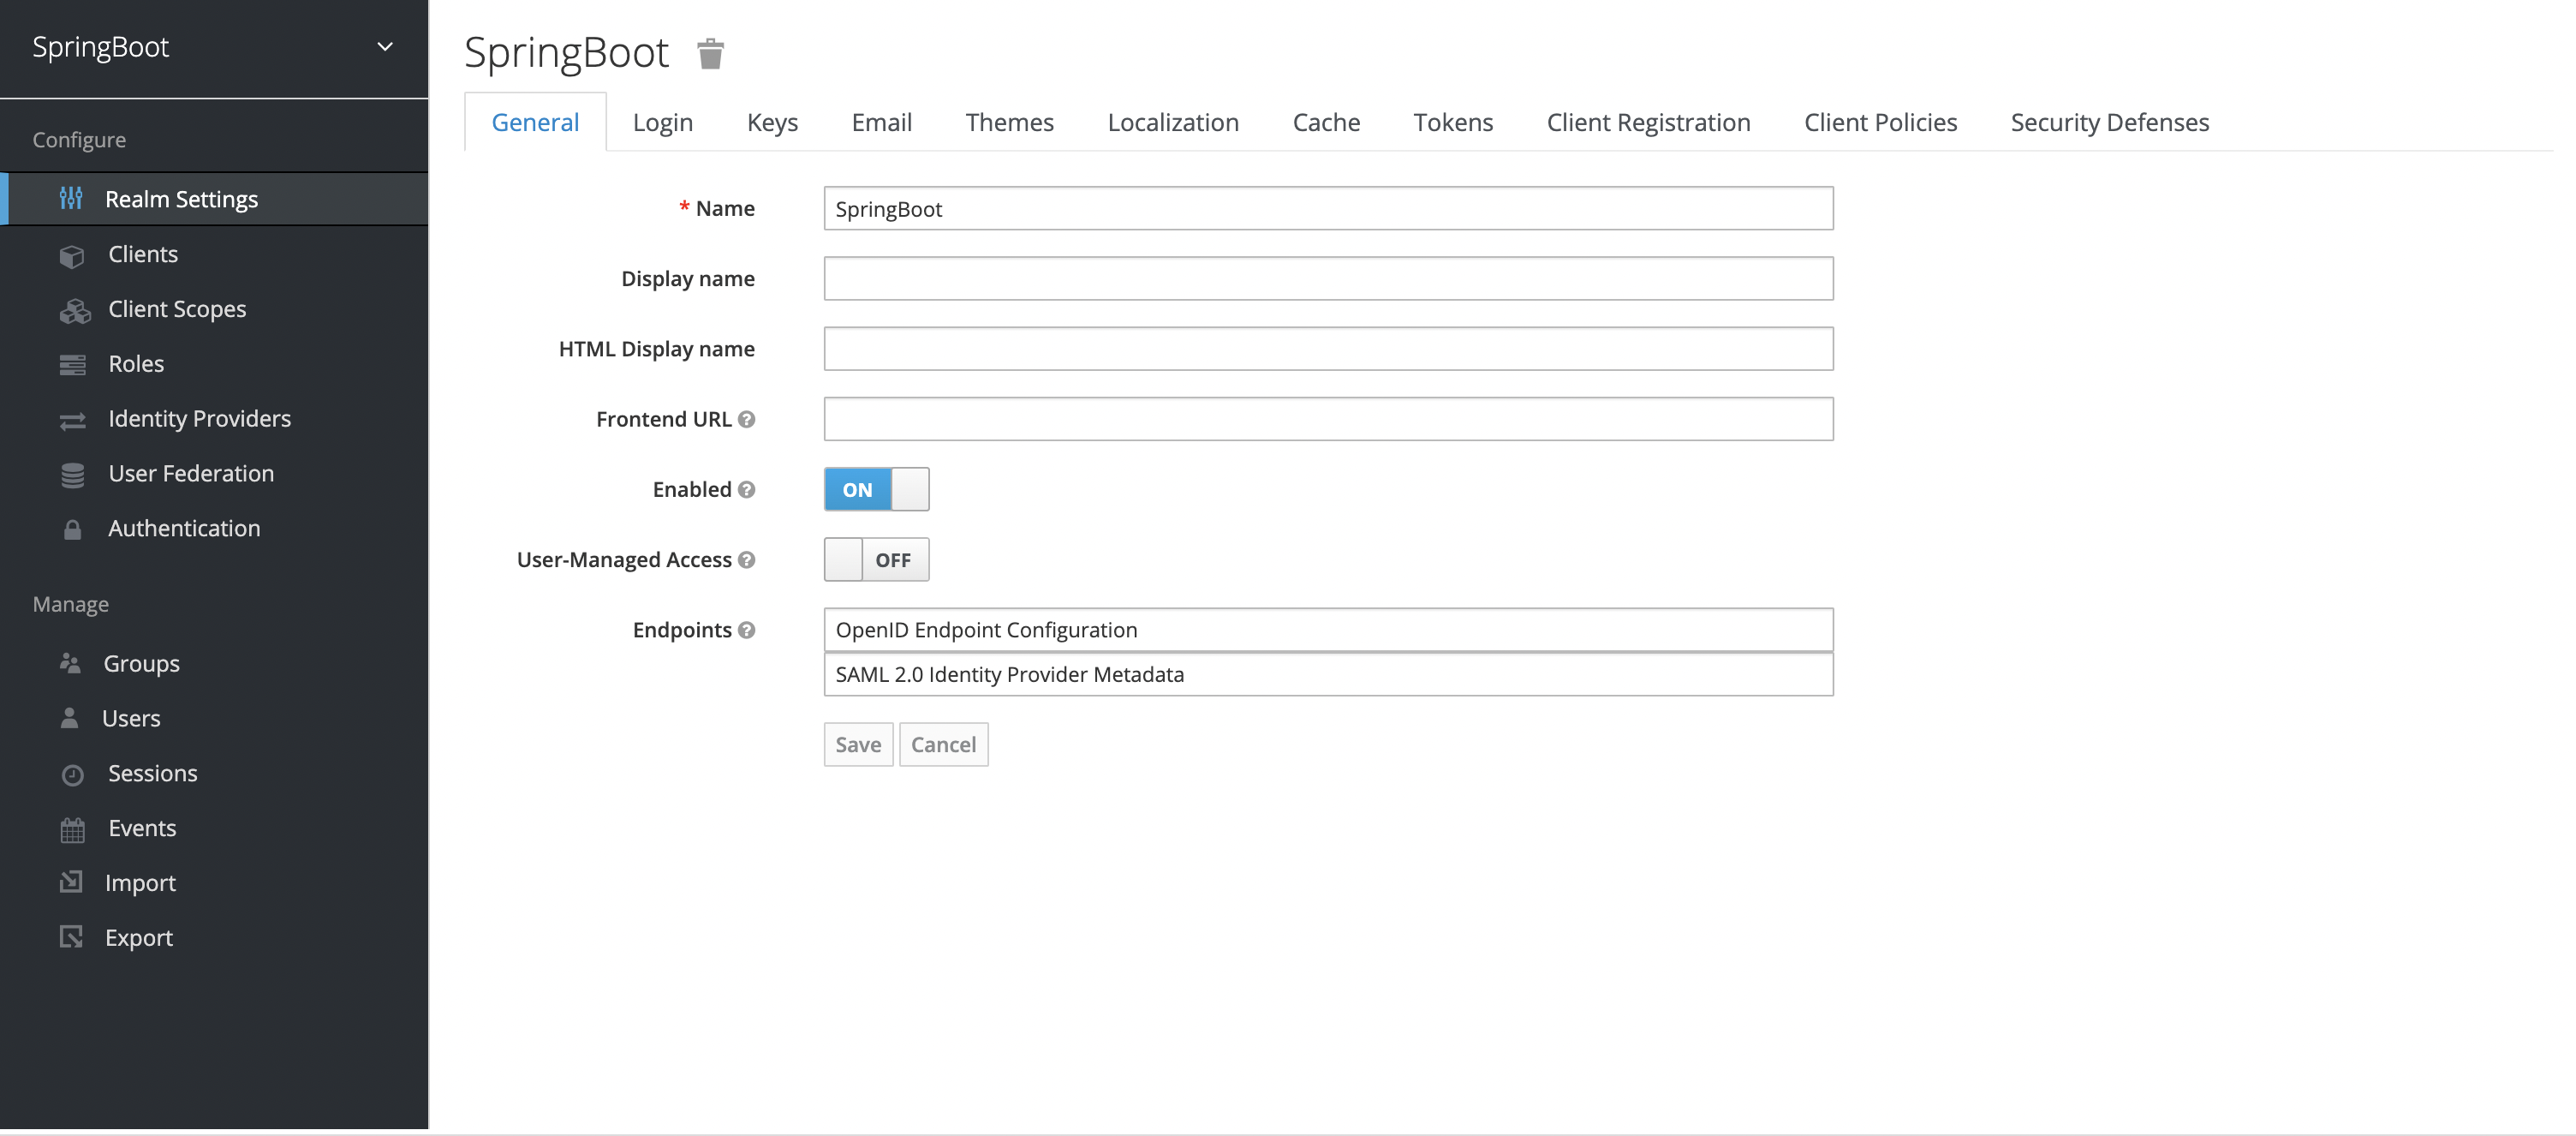 SpringBoot
Configure
Realm Settings
Clients
Client Scopes
Roles
Identity Providers
User Federation
Authentication
Manage
Groups
Users
Sessions
Events
Import
Export
SpringBoot
General Login Keys Email Themes Localization Cache Tokens Client Registration Client Policies Security Defenses
* Name SpringBoot
Display name
HTML Display name
Frontend URL ?
Enabled ? ON
User-Managed Access ? OFF
Endpoints ? OpenID Endpoint Configuration
SAML 2.0 Identity Provider Metadata
Save Cancel